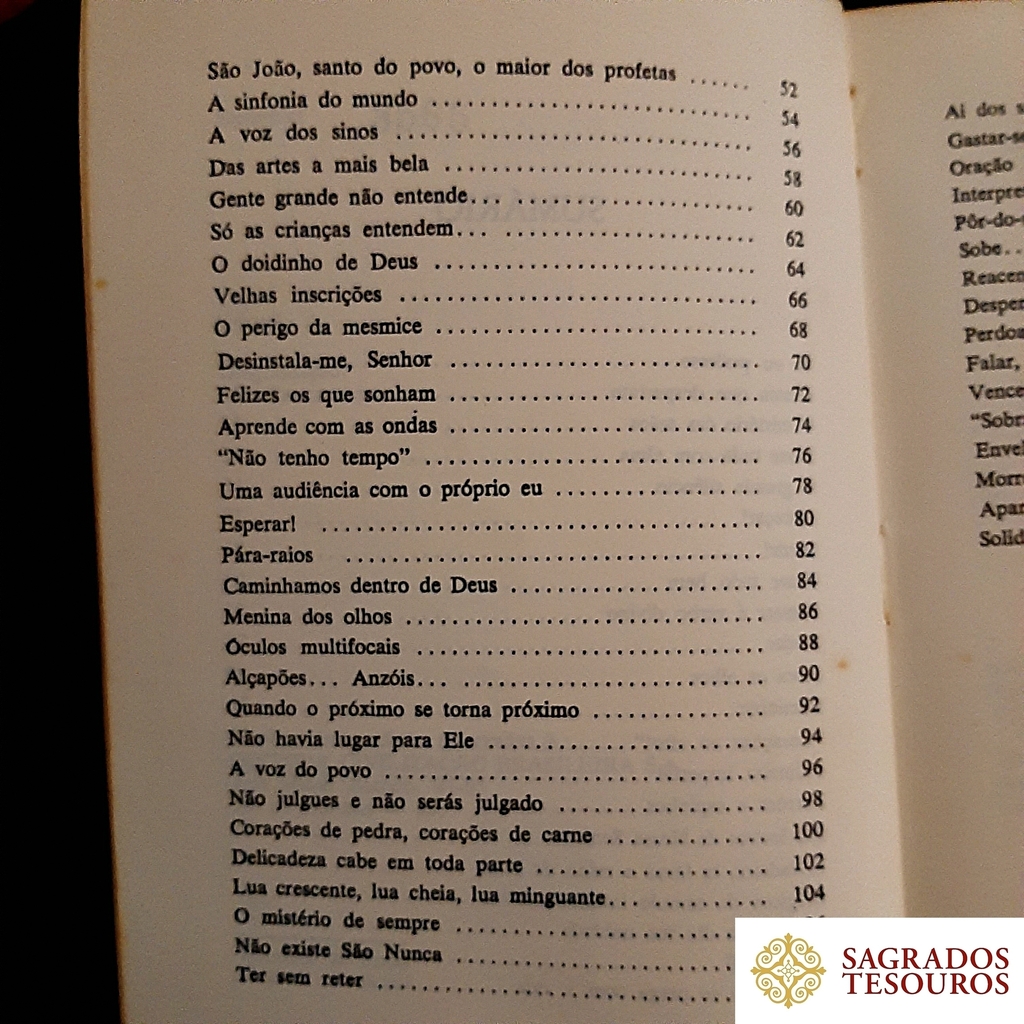 São João, santo do povo, o maior dos profetas ...... 52
A sinfonia do mundo .............................. 54
A voz dos sinos .................................. 56
Das artes a mais bela ............................ 58
Gente grande não entende... ...................... 60
Só as crianças entendem... ....................... 62
O doidinho de Deus ............................... 64
Velhas inscrições ................................ 66
O perigo da mesmice .............................. 68
Desinstala-me, Senhor ............................ 70
Felizes os que sonham ............................ 72
Aprende com as ondas ............................. 74
“Não tenho tempo” ................................ 76
Uma audiência com o próprio eu ................... 78
Esperar! ......................................... 80
Pára-raios ....................................... 82
Caminhamos dentro de Deus ........................ 84
Menina dos olhos ................................. 86
Óculos multifocais ............................... 88
Alçapões... Anzóis... ............................ 90
Quando o próximo se torna próximo ................ 92
Não havia lugar para Ele ......................... 94
A voz do povo .................................... 96
Não julgues e não serás julgado .................. 98
Corações de pedra, corações de carne ............. 100
Delicadeza cabe em toda parte .................... 102
Lua crescente, lua cheia, lua minguante... ....... 104
O mistério de sempre .............................
Não existe São Nunca .............................
Ter sem reter ....................................
Ai dos
Gastar-se
Oração
Sobe...
Falar,
SAGRADOS
TESOUROS